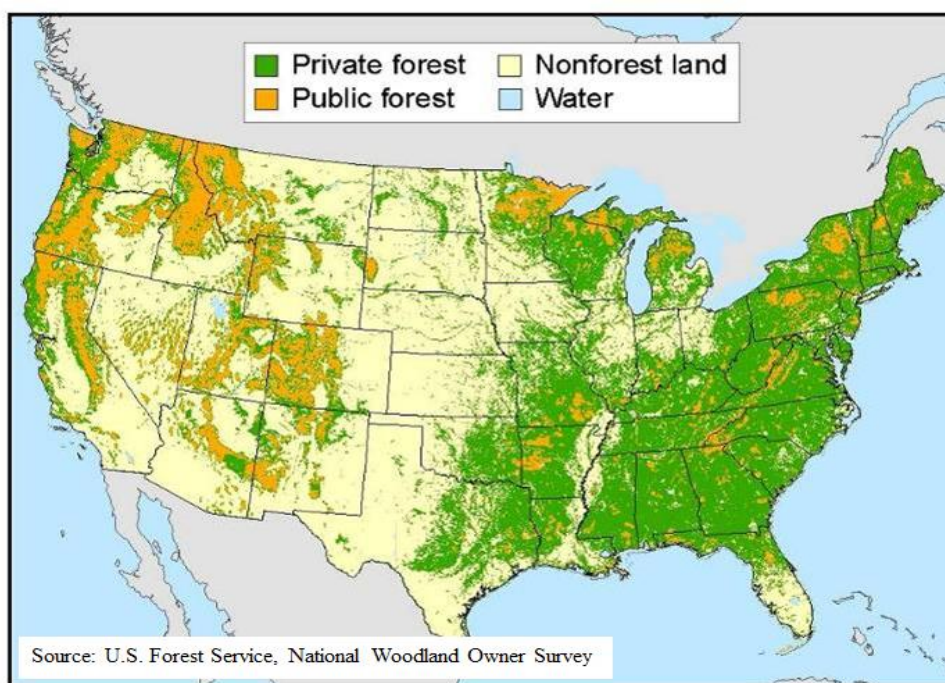 Private forest Nonforest land
Public forest Water
Source: U.S. Forest Service, National Woodland Owner Survey